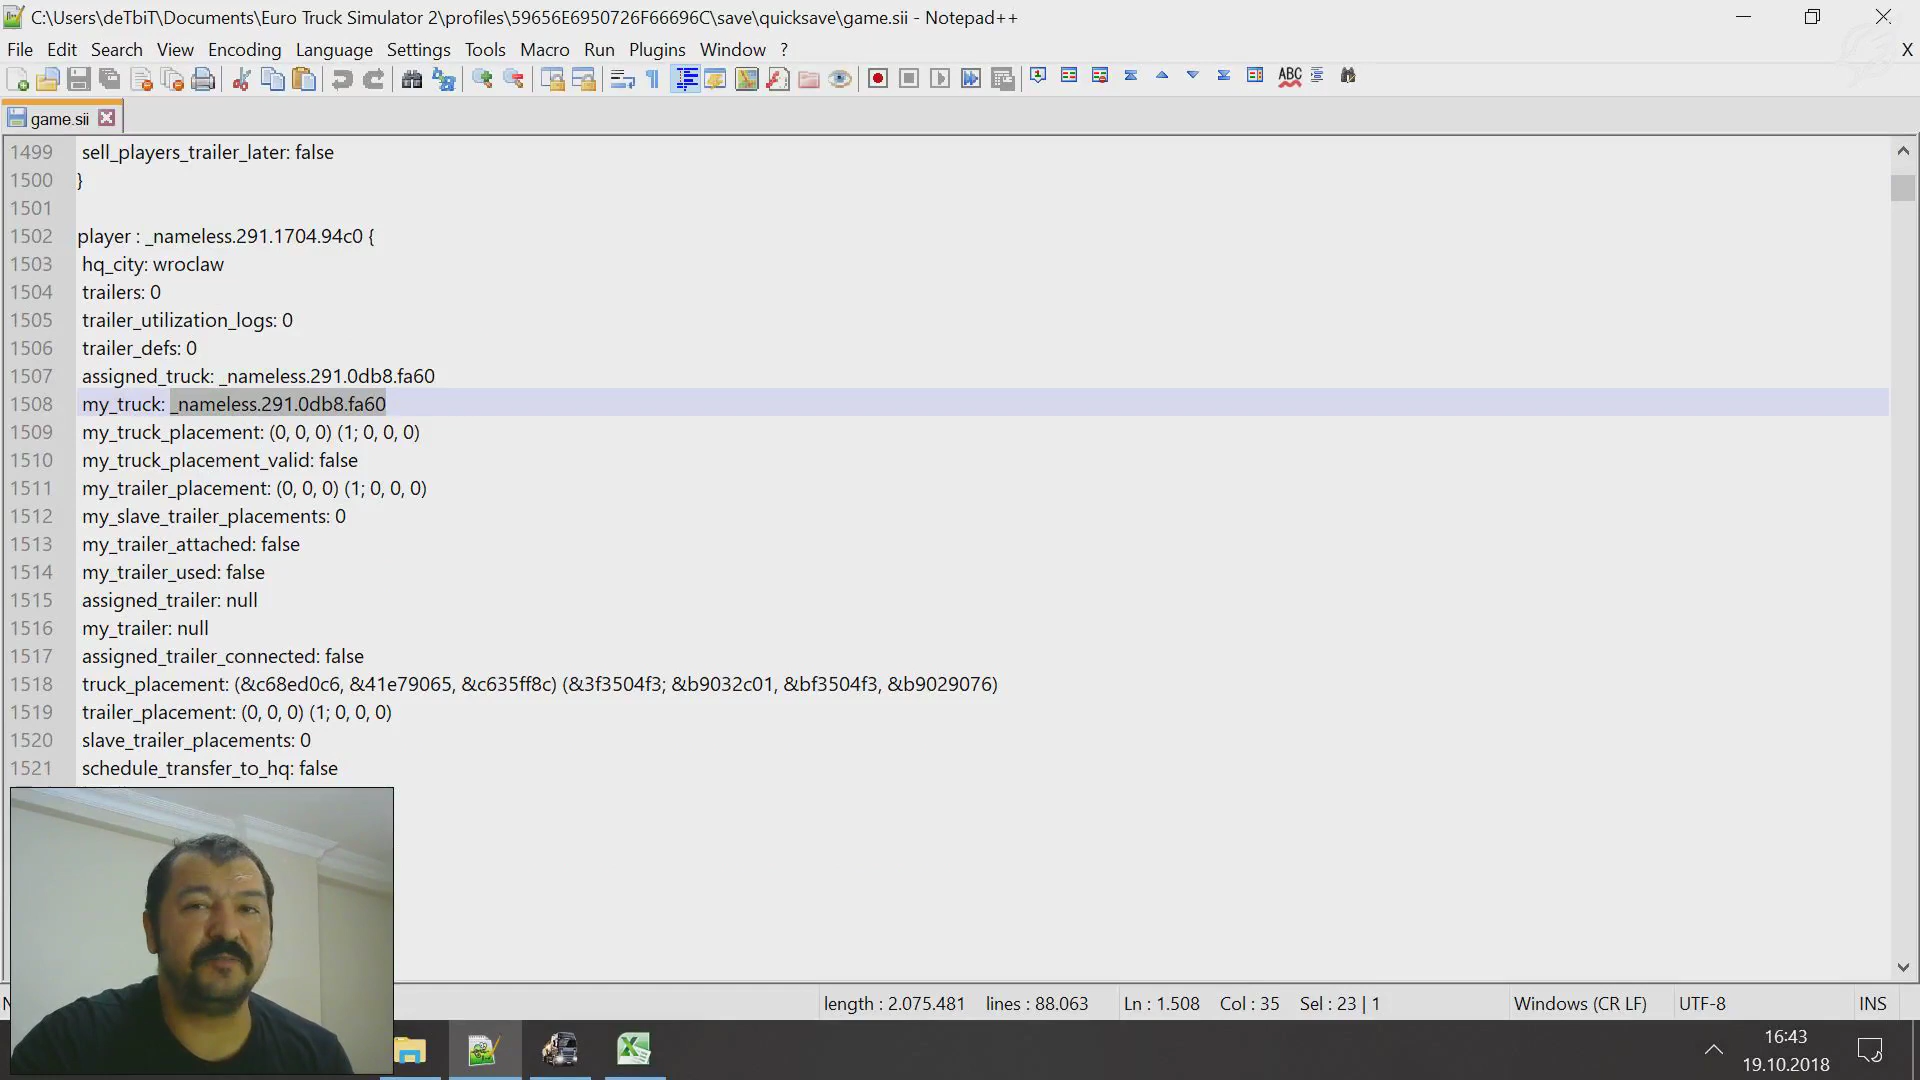 C:\Users\deTbiT\Documents\Euro Truck Simulator 2\profiles\59656E6950726F66696C\save\quicksave\game.sii - Notepad++
File Edit Search View Encoding Language Settings Tools Macro Run Plugins Window ? X
ABC
game.sii
1499 sell_players_trailer_later: false
1500 }
1501
1502 player : _nameless.291.1704.94c0 {
1503 hq_city: wroclaw
1504 trailers: 0
1505 trailer_utilization_logs: 0
1506 trailer_defs: 0
1507 assigned_truck: _nameless.291.0db8.fa60
1508 my_truck: _nameless.291.0db8.fa60
1509 my_truck_placement: (0, 0, 0) (1; 0, 0, 0)
1510 my_truck_placement_valid: false
1511 my_trailer_placement: (0, 0, 0) (1; 0, 0, 0)
1512 my_slave_trailer_placements: 0
1513 my_trailer_attached: false
1514 my_trailer_used: false
1515 assigned_trailer: null
1516 my_trailer: null
1517 assigned_trailer_connected: false
1518 truck_placement: (&c68ed0c6, &41e79065, &c635ff8c) (&3f3504f3; &b9032c01, &bf3504f3, &b9029076)
1519 trailer_placement: (0, 0, 0) (1; 0, 0, 0)
1520 slave_trailer_placements: 0
1521 schedule_transfer_to_hq: false
length : 2.075.481 lines : 88.063 Ln : 1.508 Col : 35 Sel : 23 | 1 Windows (CR LF) UTF-8 INS
16:43
19.10.2018